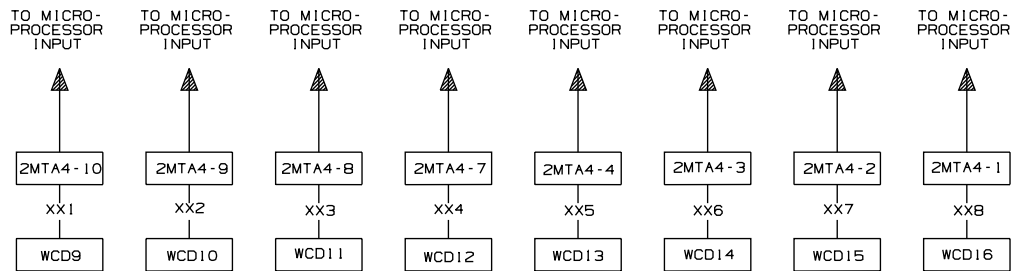 TO MICRO- TO MICRO- TO MICRO- TO MICRO- TO MICRO- TO MICRO- TO MICRO- TO MICRO-
PROCESSOR PROCESSOR PROCESSOR PROCESSOR PROCESSOR PROCESSOR PROCESSOR PROCESSOR
INPUT INPUT INPUT INPUT INPUT INPUT INPUT INPUT
2MTA4-10 2MTA4-9 2MTA4-8 2MTA4-7 2MTA4-4 2MTA4-3 2MTA4-2 2MTA4-1
XX1 XX2 XX3 XX4 XX5 XX6 XX7 XX8
WCD9 WCD10 WCD11 WCD12 WCD13 WCD14 WCD15 WCD16